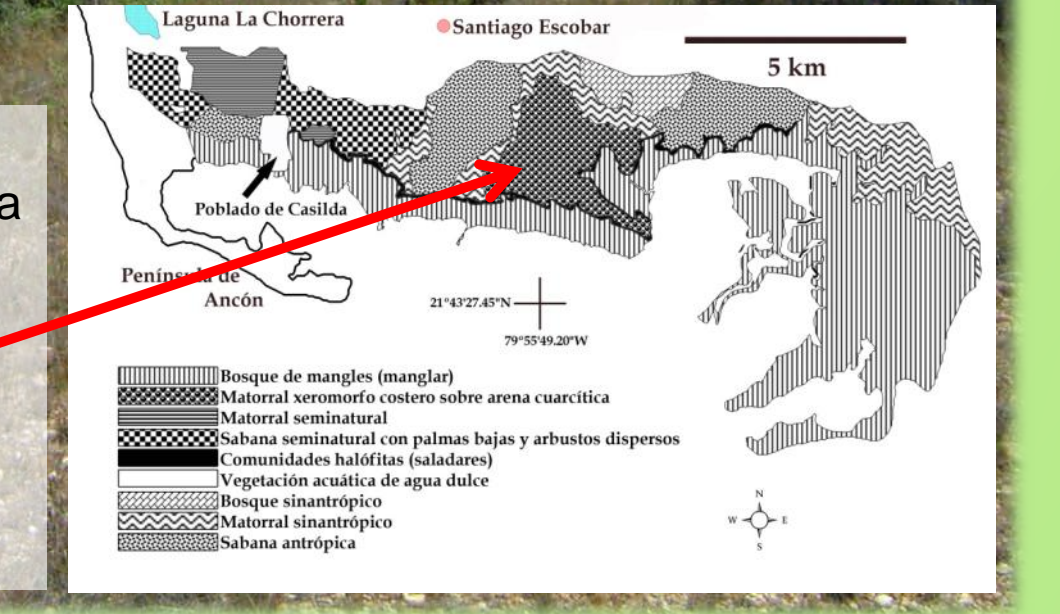 Laguna La Chorrera
Santiago Escobar
5 km
a
Poblado de Casilda
Península de
Ancón
21°43'27.45"N
79°55'49.20"W
Bosque de mangles (manglar)
Matorral xeromorfo costero sobre arena cuarcítica
Matorral seminatural
Sabana seminatural con palmas bajas y arbustos dispersos
Comunidades halófitas (saladares)
Vegetación acuática de agua dulce
Bosque sinantrópico
Matorral sinantrópico
Sabana antrópica
N
W E
S